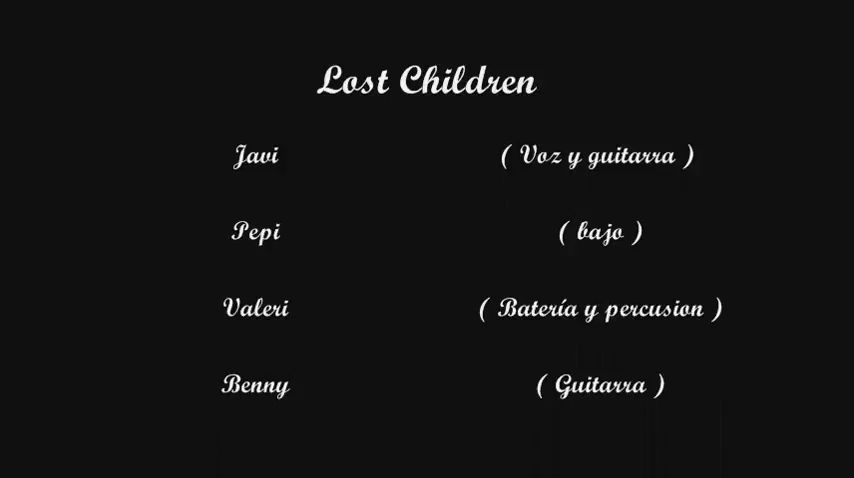 Lost Children
Javi ( Voz y guitarra )
Pepi ( bajo )
Valeri ( Batería y percusion )
Benny ( Guitarra )